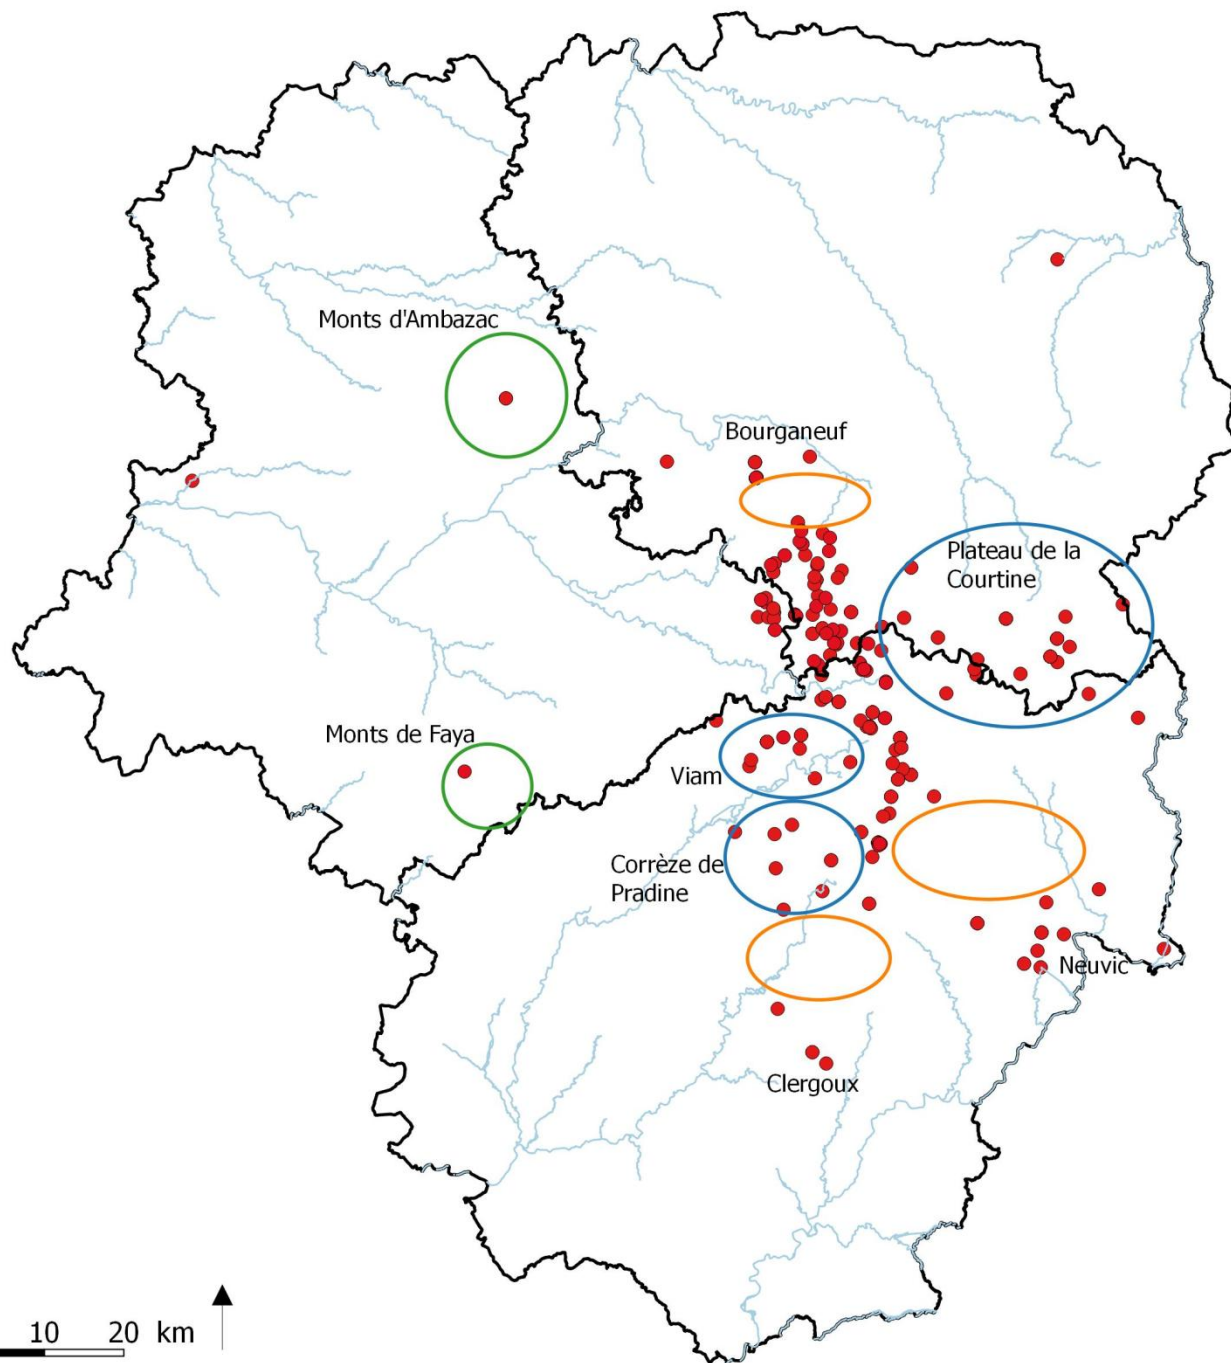 Monts d'Ambazac
Bourganeuf
Plateau de la
Courtine
Monts de Faya
Viam
Corrèze de
Pradine
Neuvic
Clergoux
10 20 km